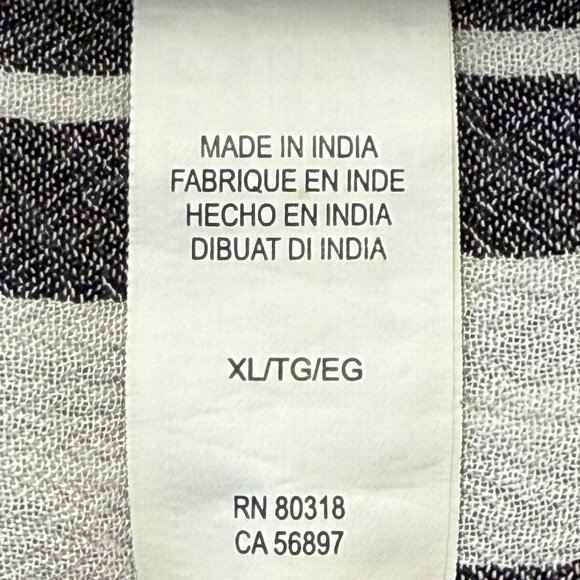 MADE IN INDIA
FABRIQUE EN INDE
HECHO EN INDIA
DIBUAT DI INDIA
XL/TG/EG
RN 80318
CA 56897